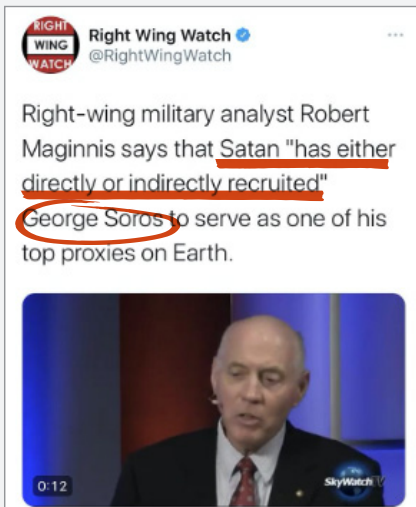 RIGHT
WING
WATCH
Right Wing Watch
@RightWingWatch
Right-wing military analyst Robert
Maginnis says that Satan "has either
directly or indirectly recruited"
George Soros to serve as one of his
top proxies on Earth.
0:12
SkyWatch TV